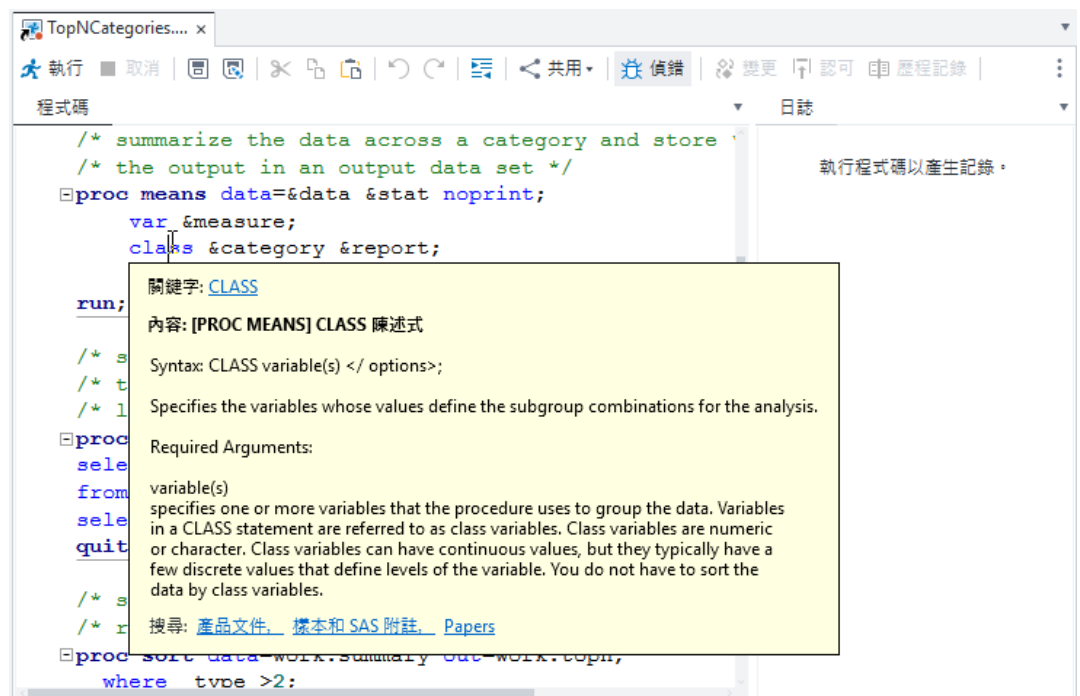 TopNCategories.... ×
執行 取消 共用 偵錯 變更 認可 歷程記錄
程式碼
日誌
/* summarize the data across a category and store
/* the output in an output data set */
執行程式碼以產生記錄。
proc means data=&data &stat noprint;
var &measure;
class &category &report;
關鍵字: CLASS
run;
內容: [PROC MEANS] CLASS 陳述式
Syntax: CLASS variable(s) </ options>;
/* s
/* t
/* l
Specifies the variables whose values define the subgroup combinations for the analysis.
proc
Required Arguments:
sele
from
sele
quit
variable(s)
specifies one or more variables that the procedure uses to group the data. Variables
in a CLASS statement are referred to as class variables. Class variables are numeric
or character. Class variables can have continuous values, but they typically have a
few discrete values that define levels of the variable. You do not have to sort the
data by class variables.
/* s
/* r
搜尋: 產品文件, 樣本和 SAS 附註, Papers
proc sort data=work.summary out=work.topn;
where _type_>2;